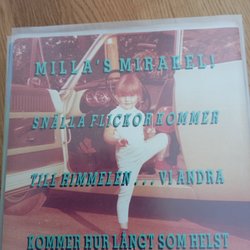 MILLA'S MIRAKEL!
SNÄLLA FLICKOR KOMMER
TILL HIMMELEN . . . VI ANDRA
KOMMER HUR LÅNGT SOM HELST